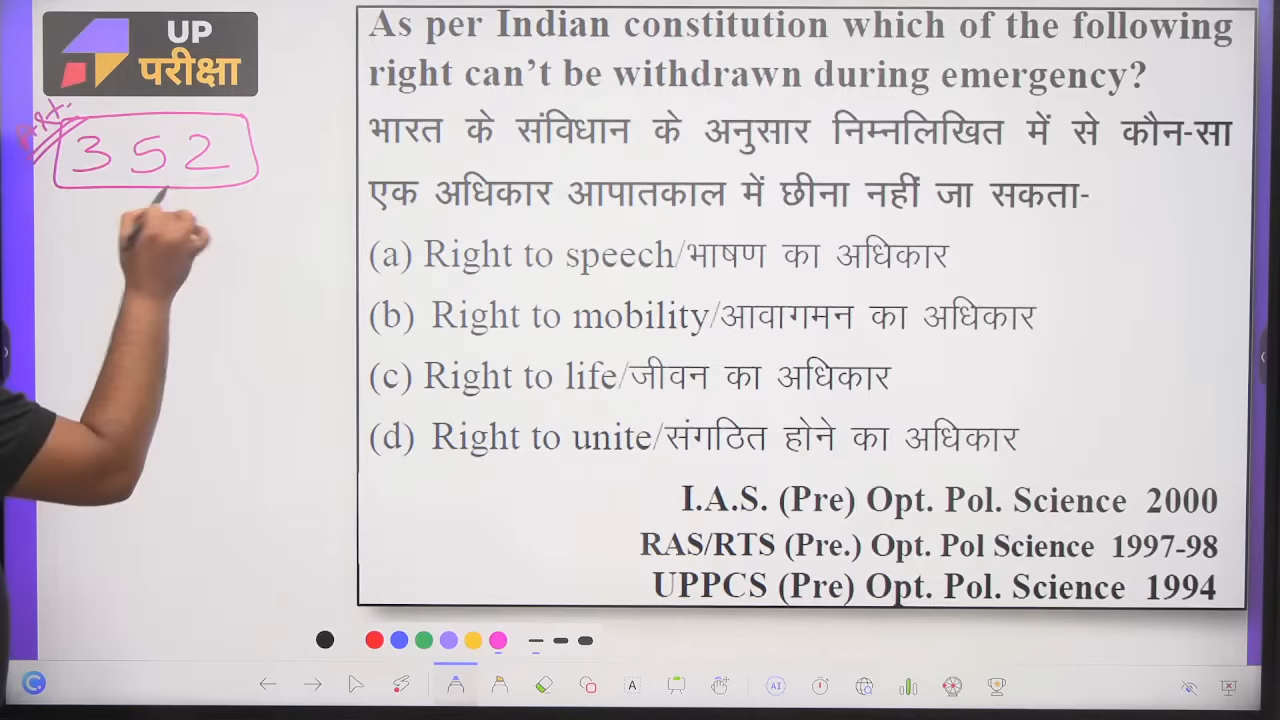 UP
परीक्षा
352
As per Indian constitution which of the following
right can't be withdrawn during emergency?
भारत के संविधान के अनुसार निम्नलिखित में से कौन-सा
एक अधिकार आपातकाल में छीना नहीं जा सकता-
(a) Right to speech/भाषण का अधिकार
(b) Right to mobility/आवागमन का अधिकार
(c) Right to life/जीवन का अधिकार
(d) Right to unite/संगठित होने का अधिकार
I.A.S. (Pre) Opt. Pol. Science 2000
RAS/RTS (Pre.) Opt. Pol Science 1997-98
UPPCS (Pre) Opt. Pol. Science 1994
A
AI